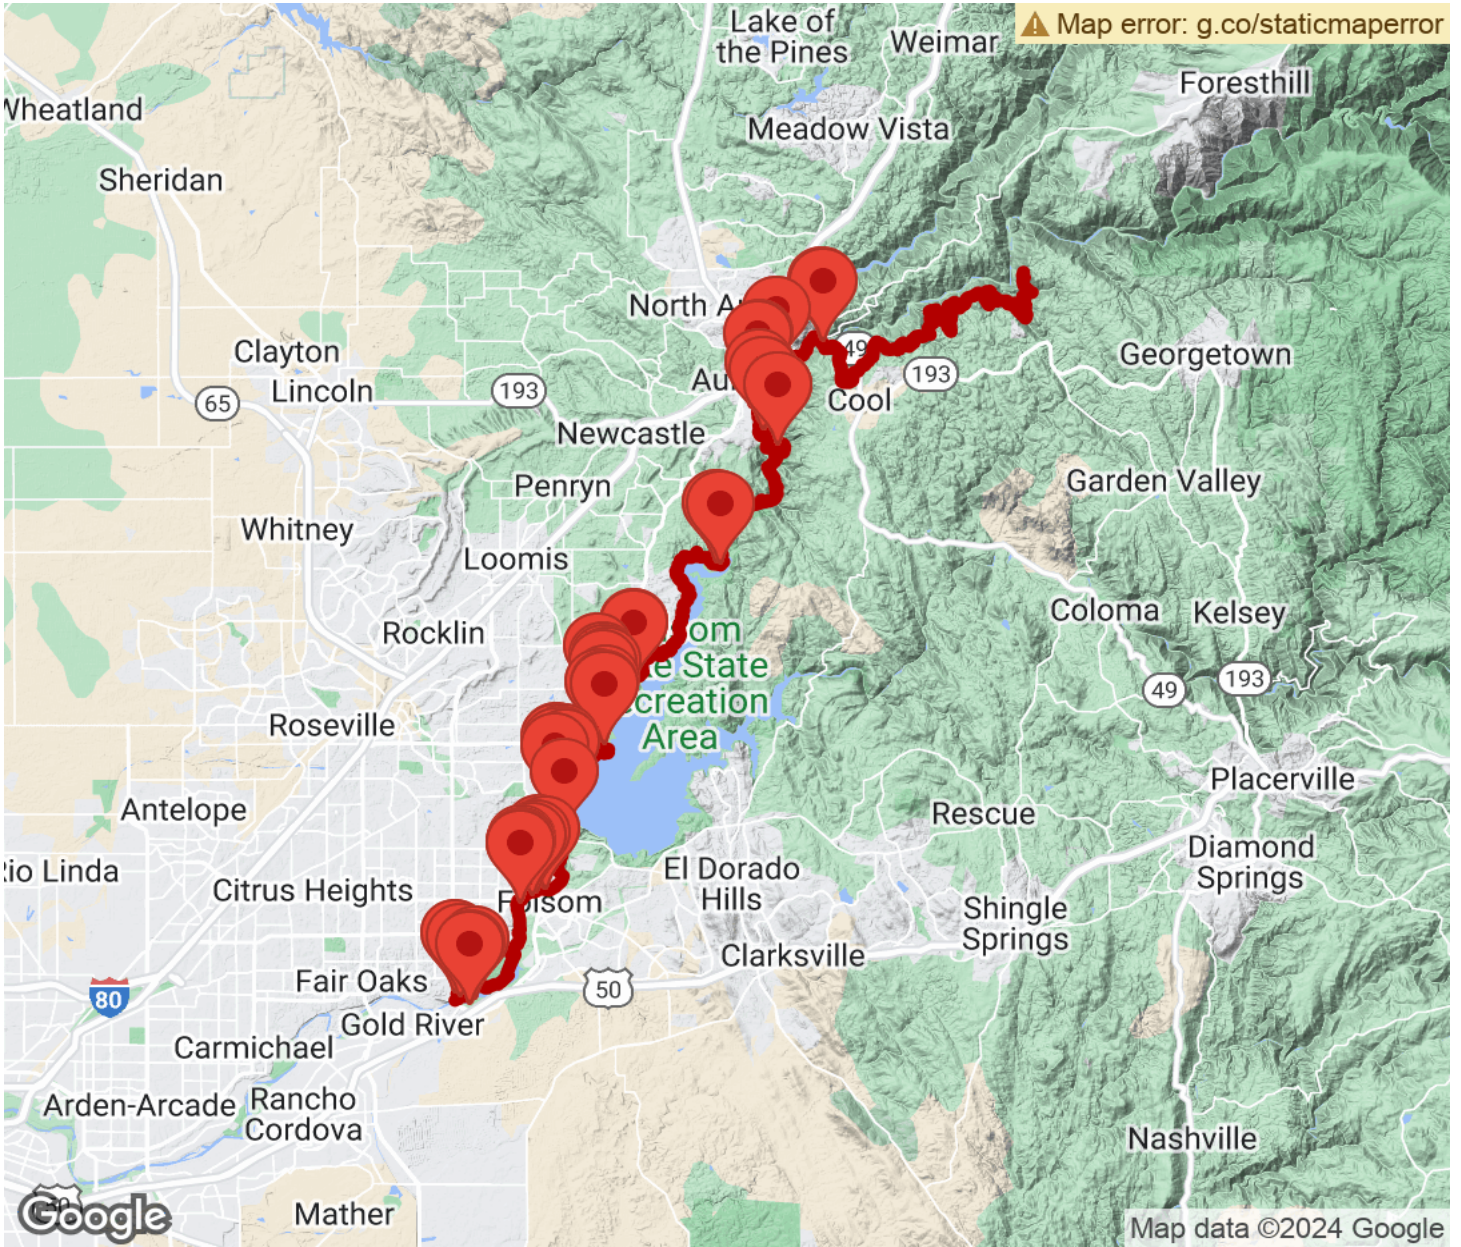 Lake of
the Pines
Weimar
Map error: g.co/staticmaperror
Foresthill
Wheatland
Meadow Vista
Sheridan
North A
Clayton
Lincoln
49
Georgetown
193
193
65
Au
Cool
Newcastle
Penryn
Garden Valley
Whitney
Loomis
Coloma
Kelsey
Rocklin
om
e State
creation
Area
49
193
Roseville
Placerville
Antelope
Rescue
Diamond
Springs
io Linda
Citrus Heights
El Dorado
Hills
Folsom
Shingle
Springs
Clarksville
Fair Oaks
80
50
Gold River
Carmichael
Arden-Arcade
Rancho
Cordova
Nashville
Mather
Google
Map data ©2024 Google